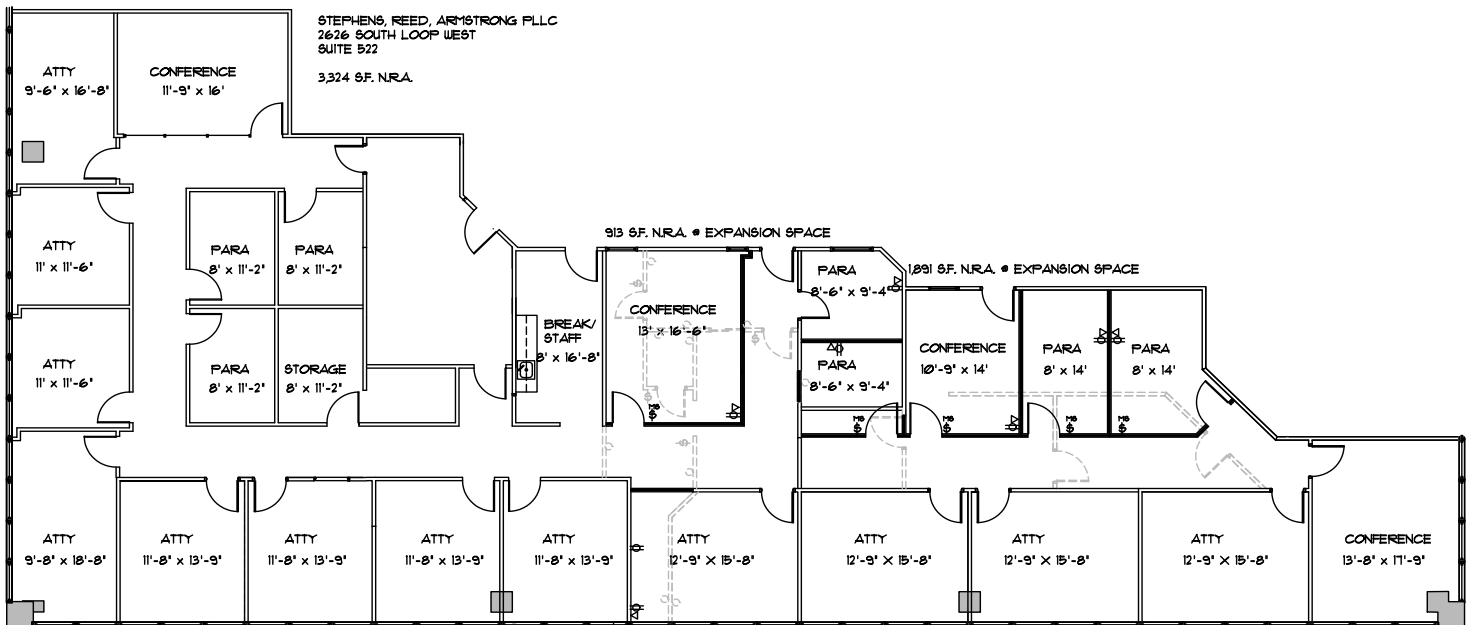 STEPHENS, REED, ARMSTRONG PLLC
2626 SOUTH LOOP WEST
SUITE 522
3,324 S.F. N.R.A.
ATTY
9'-6" x 16'-8"
CONFERENCE
11'-9" x 16'
ATTY
11' x 11'-6"
PARA
8' x 11'-2"
PARA
8' x 11'-2"
913 S.F. N.R.A. @ EXPANSION SPACE
1,891 S.F. N.R.A. @ EXPANSION SPACE
PARA
8'-6" x 9'-4"
CONFERENCE
13' x 16'-6"
BREAK/
STAFF
8' x 16'-8"
ATTY
11' x 11'-6"
PARA
8' x 11'-2"
STORAGE
8' x 11'-2"
PARA
8'-6" x 9'-4"
CONFERENCE
10'-9" x 14'
PARA
8' x 14'
PARA
8' x 14'
MS
$
MS
$
MS
$
MS
$
MS
$
ATTY
9'-8" x 18'-8"
ATTY
11'-8" x 13'-9"
ATTY
11'-8" x 13'-9"
ATTY
11'-8" x 13'-9"
ATTY
11'-8" x 13'-9"
ATTY
12'-9" X 15'-8"
ATTY
12'-9" X 15'-8"
ATTY
12'-9" X 15'-8"
ATTY
12'-9" X 15'-8"
CONFERENCE
13'-8" x 17'-9"